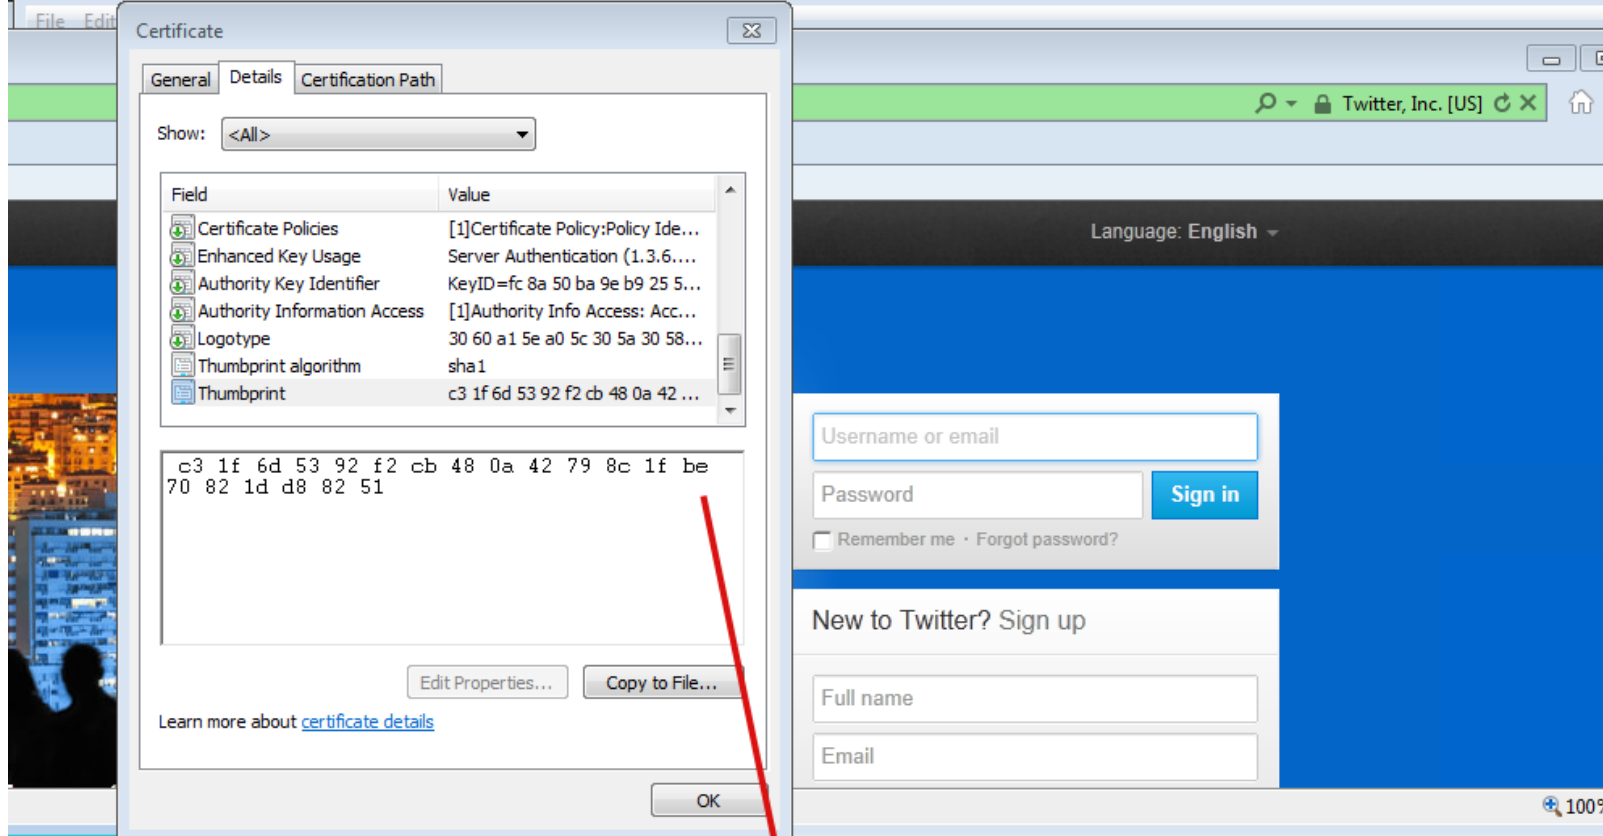 File Edit
Certificate
General Details Certification Path
Twitter, Inc. [US]
Show: <All>
Field Value
Certificate Policies [1]Certificate Policy:Policy Ide...
Enhanced Key Usage Server Authentication (1.3.6....
Authority Key Identifier KeyID=fc 8a 50 ba 9e b9 25 5...
Authority Information Access [1]Authority Info Access: Acc...
Logotype 30 60 a1 5e a0 5c 30 5a 30 58...
Thumbprint algorithm sha1
Thumbprint c3 1f 6d 53 92 f2 cb 48 0a 42 ...
c3 1f 6d 53 92 f2 cb 48 0a 42 79 8c 1f be
70 82 1d d8 82 51
Edit Properties... Copy to File...
Learn more about certificate details
OK
Language: English
Username or email
Password Sign in
Remember me · Forgot password?
New to Twitter? Sign up
Full name
Email
100%